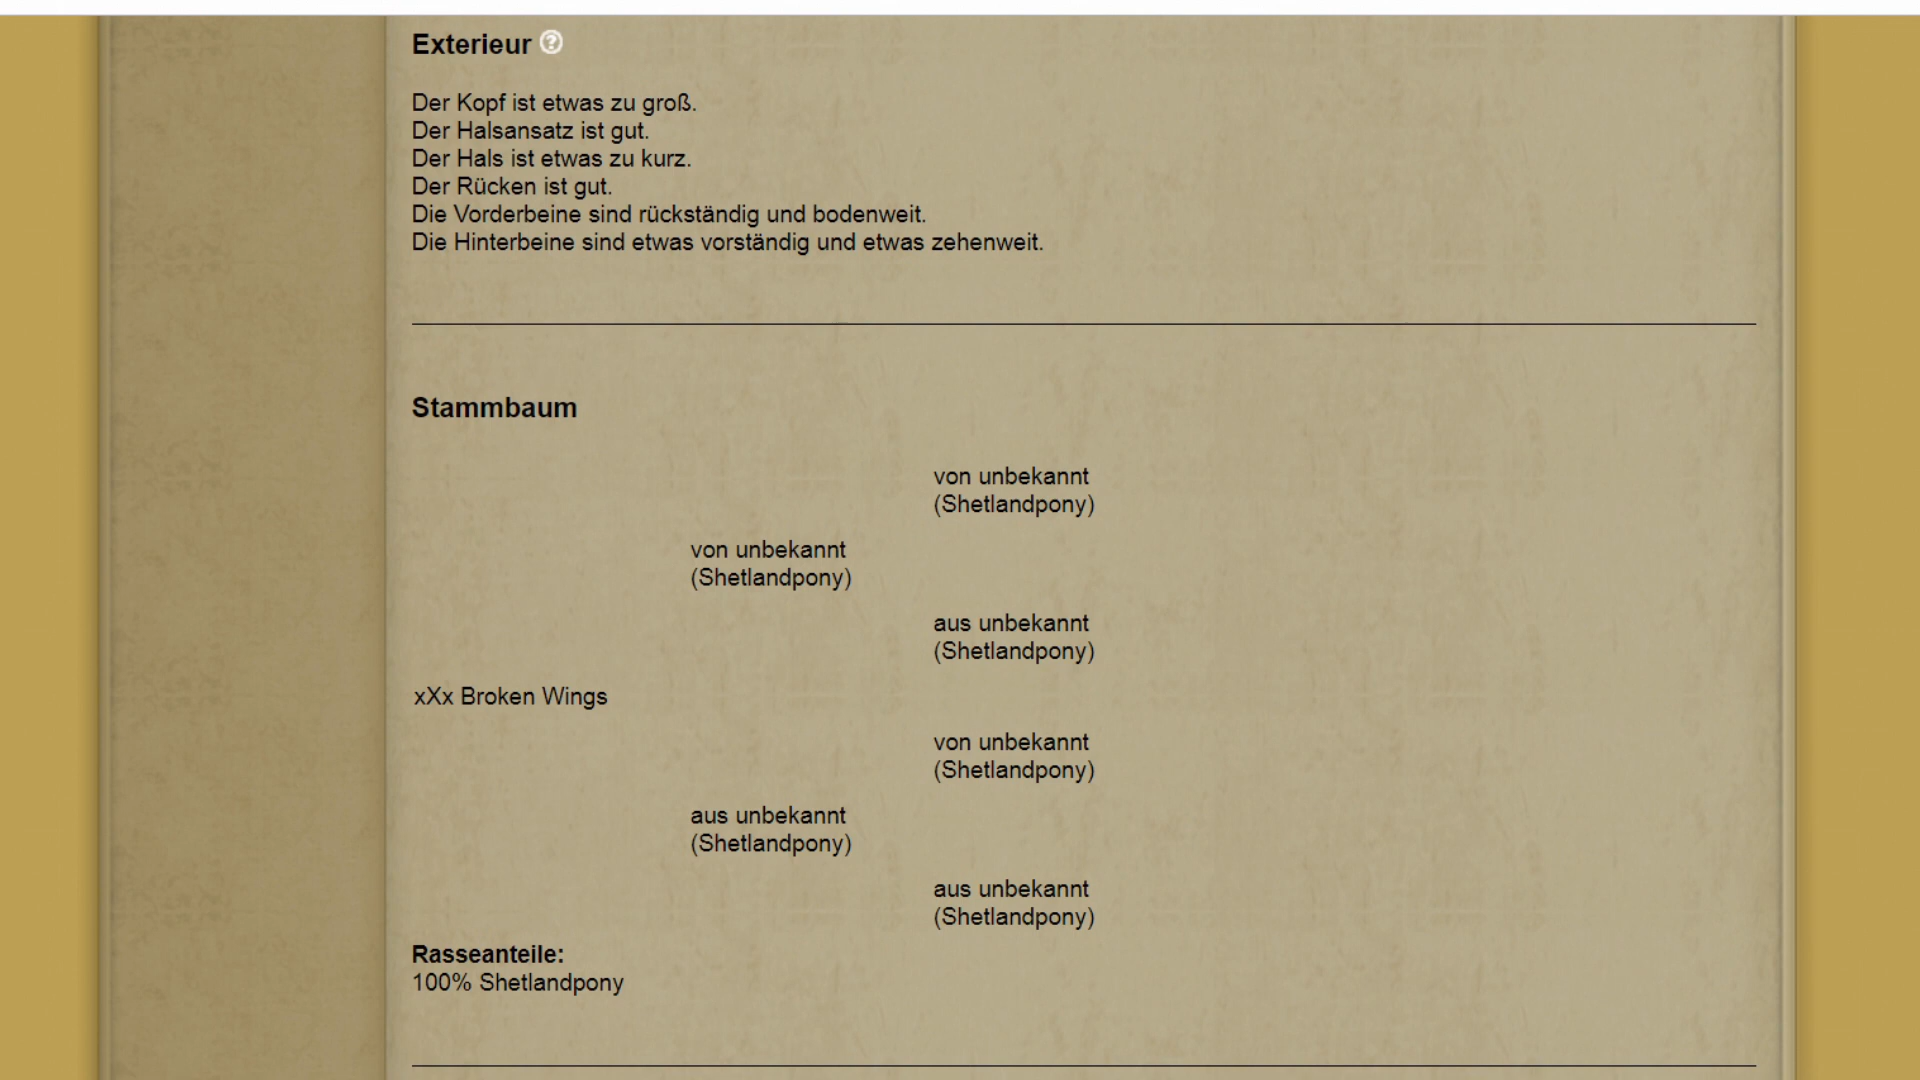 Exterieur ?
Der Kopf ist etwas zu groß.
Der Halsansatz ist gut.
Der Hals ist etwas zu kurz.
Der Rücken ist gut.
Die Vorderbeine sind rückständig und bodenweit.
Die Hinterbeine sind etwas vorständig und etwas zehenweit.
Stammbaum
von unbekannt
(Shetlandpony)
von unbekannt
(Shetlandpony)
aus unbekannt
(Shetlandpony)
xXx Broken Wings
von unbekannt
(Shetlandpony)
aus unbekannt
(Shetlandpony)
aus unbekannt
(Shetlandpony)
Rasseanteile:
100% Shetlandpony